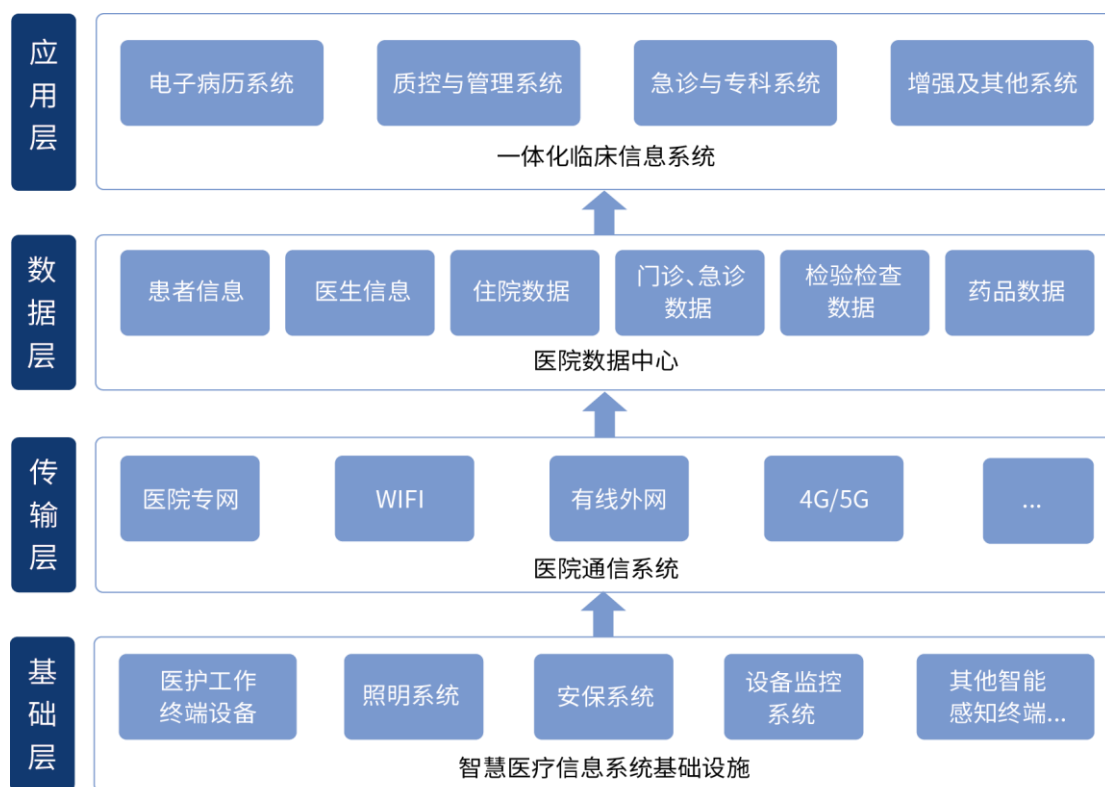 应用层
电子病历系统
质控与管理系统
急诊与专科系统
增强及其他系统
一体化临床信息系统
数据层
患者信息
医生信息
住院数据
门诊、急诊
数据
检验检查
数据
药品数据
医院数据中心
传输层
医院专网
WIFI
有线外网
4G/5G
...
医院通信系统
基础层
医护工作
终端设备
照明系统
安保系统
设备监控
系统
其他智能
感知终端...
智慧医疗信息系统基础设施